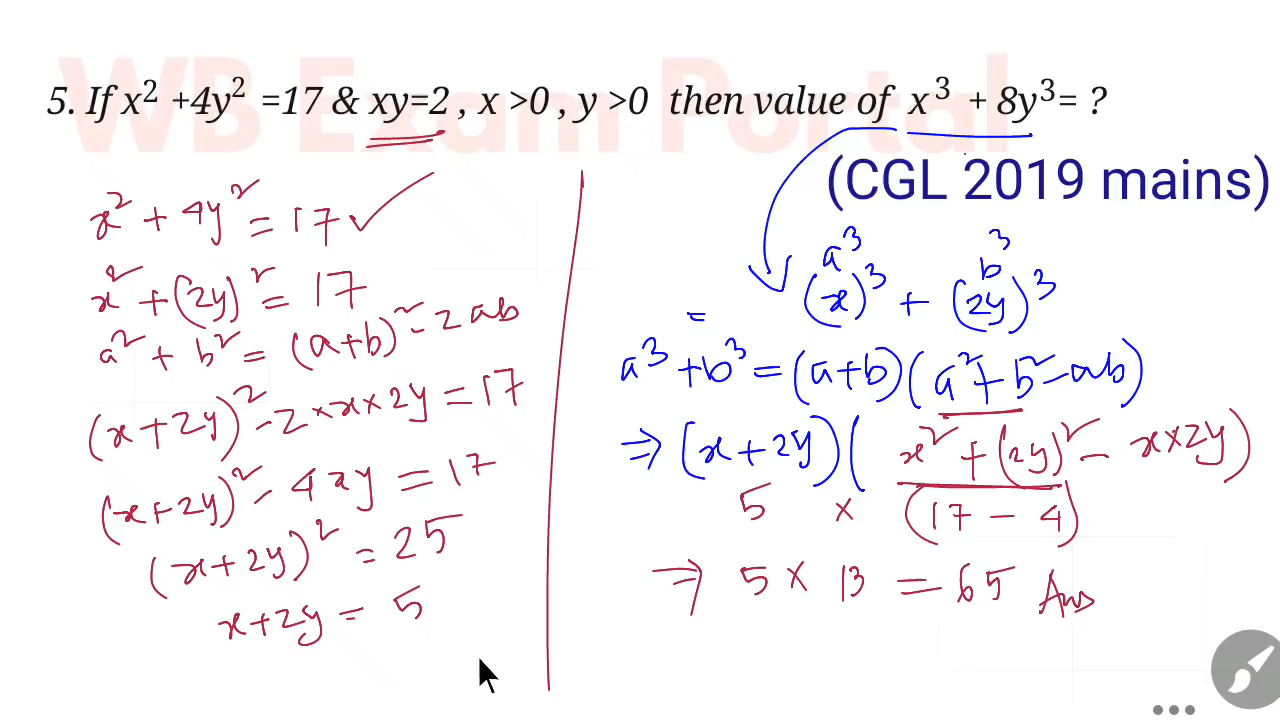 WB Exam Portal
5. If x² +4y² =17 & xy=2 , x >0 , y >0 then value of x³ + 8y³= ?
(CGL 2019 mains)
x² + 4y² = 17 ✓
x² + (2y)² = 17
a² + b² = (a+b)² - 2ab
(x+2y)² - 2 × x × 2y = 17
(x+2y)² - 4xy = 17
(x+2y)² = 25
x+2y = 5
a³ b³
= (x)³ + (2y)³
a³ + b³ = (a+b)(a² + b² - ab)
⇒ (x+2y)(x² + (2y)² - x×2y)
5 × (17 - 4)
⇒ 5 × 13 = 65 Ans